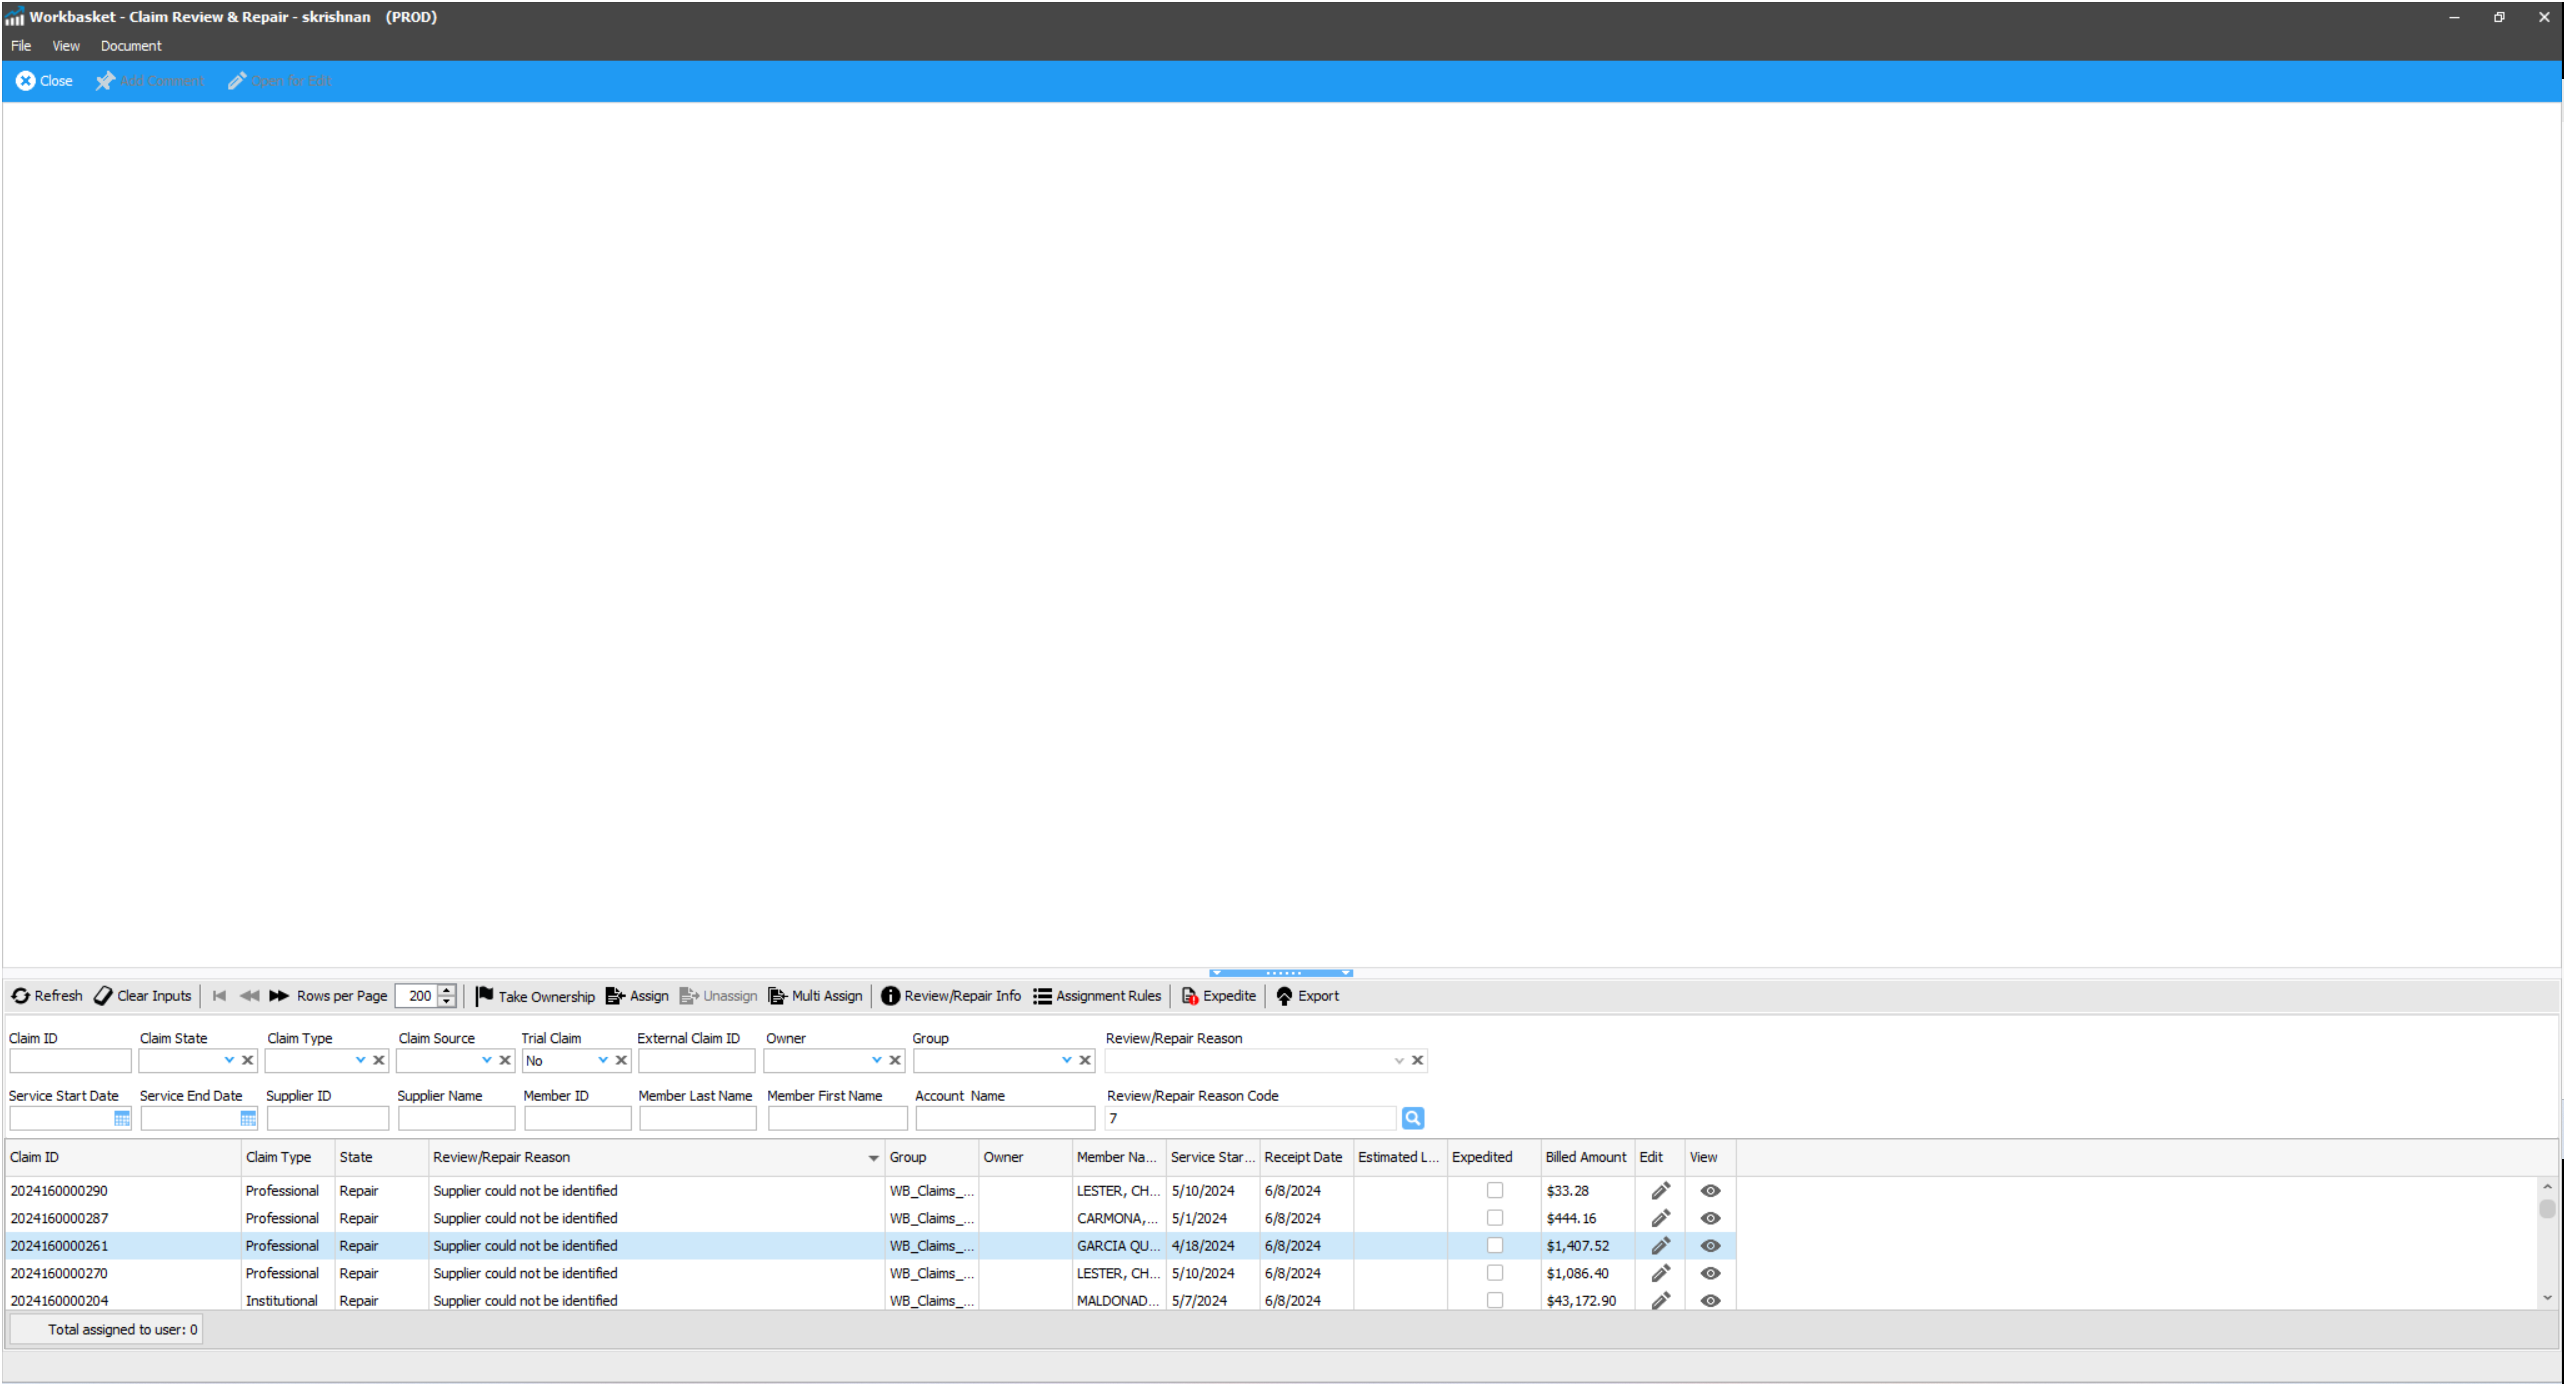 Workbasket - Claim Review & Repair - skrishnan (PROD)
File View Document
Close Add Comment Open for Edit
Refresh Clear Inputs Rows per Page 200 Take Ownership Assign Unassign Multi Assign Review/Repair Info Assignment Rules Expedite Export
Claim ID Claim State Claim Type Claim Source Trial Claim External Claim ID Owner Group Review/Repair Reason
No
Service Start Date Service End Date Supplier ID Supplier Name Member ID Member Last Name Member First Name Account Name Review/Repair Reason Code
7
Claim ID Claim Type State Review/Repair Reason Group Owner Member Na... Service Star... Receipt Date Estimated L... Expedited Billed Amount Edit View
2024160000290 Professional Repair Supplier could not be identified WB_Claims_... LESTER, CH... 5/10/2024 6/8/2024 $33.28
2024160000287 Professional Repair Supplier could not be identified WB_Claims_... CARMONA,... 5/1/2024 6/8/2024 $444.16
2024160000261 Professional Repair Supplier could not be identified WB_Claims_... GARCIA QU... 4/18/2024 6/8/2024 $1,407.52
2024160000270 Professional Repair Supplier could not be identified WB_Claims_... LESTER, CH... 5/10/2024 6/8/2024 $1,086.40
2024160000204 Institutional Repair Supplier could not be identified WB_Claims_... MALDONAD... 5/7/2024 6/8/2024 $43,172.90
Total assigned to user: 0